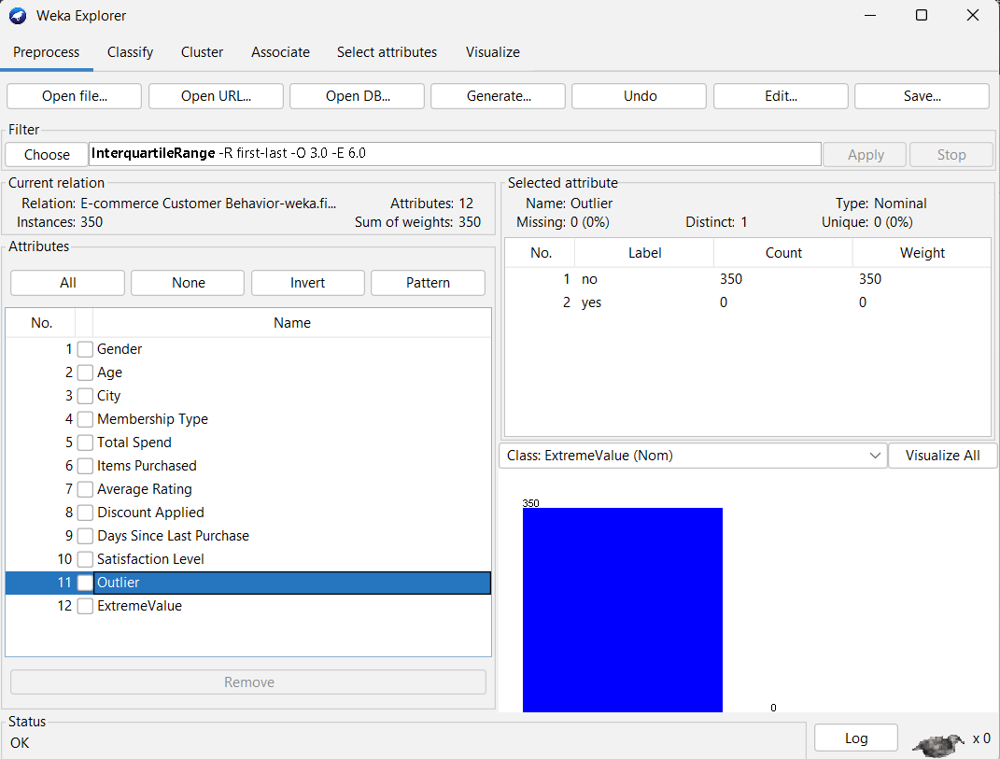 Weka Explorer
Preprocess Classify Cluster Associate Select attributes Visualize
Open file... Open URL... Open DB... Generate... Undo Edit... Save...
Filter
Choose InterquartileRange -R first-last -O 3.0 -E 6.0 Apply Stop
Current relation
Relation: E-commerce Customer Behavior-weka.fi... Attributes: 12
Instances: 350 Sum of weights: 350
Attributes
All None Invert Pattern
No. Name
1 Gender
2 Age
3 City
4 Membership Type
5 Total Spend
6 Items Purchased
7 Average Rating
8 Discount Applied
9 Days Since Last Purchase
10 Satisfaction Level
11 Outlier
12 ExtremeValue
Remove
Selected attribute
Name: Outlier Type: Nominal
Missing: 0 (0%) Distinct: 1 Unique: 0 (0%)
No. Label Count Weight
1 no 350 350
2 yes 0 0
Class: ExtremeValue (Nom) Visualize All
350
0
Status
OK
Log x 0